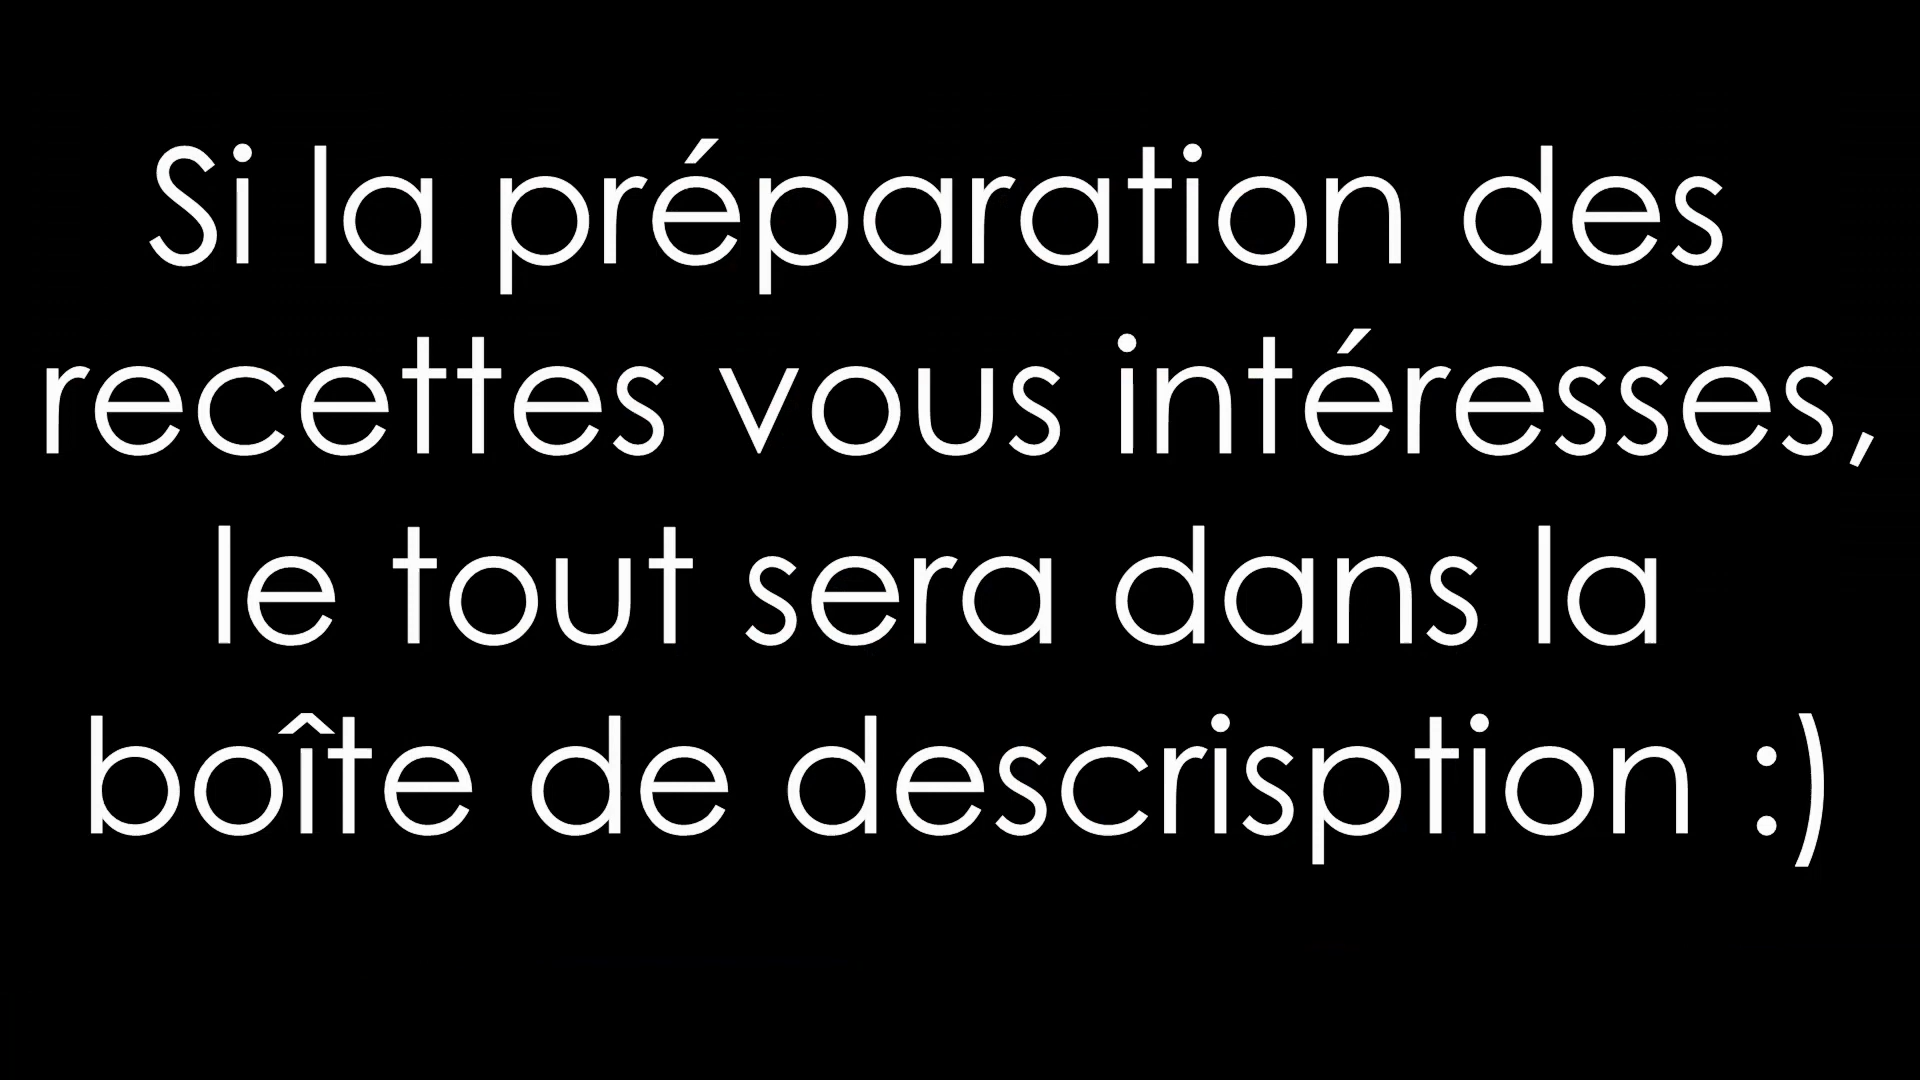 Si la préparation des
recettes vous intéresses,
le tout sera dans la
boîte de descrisption :)